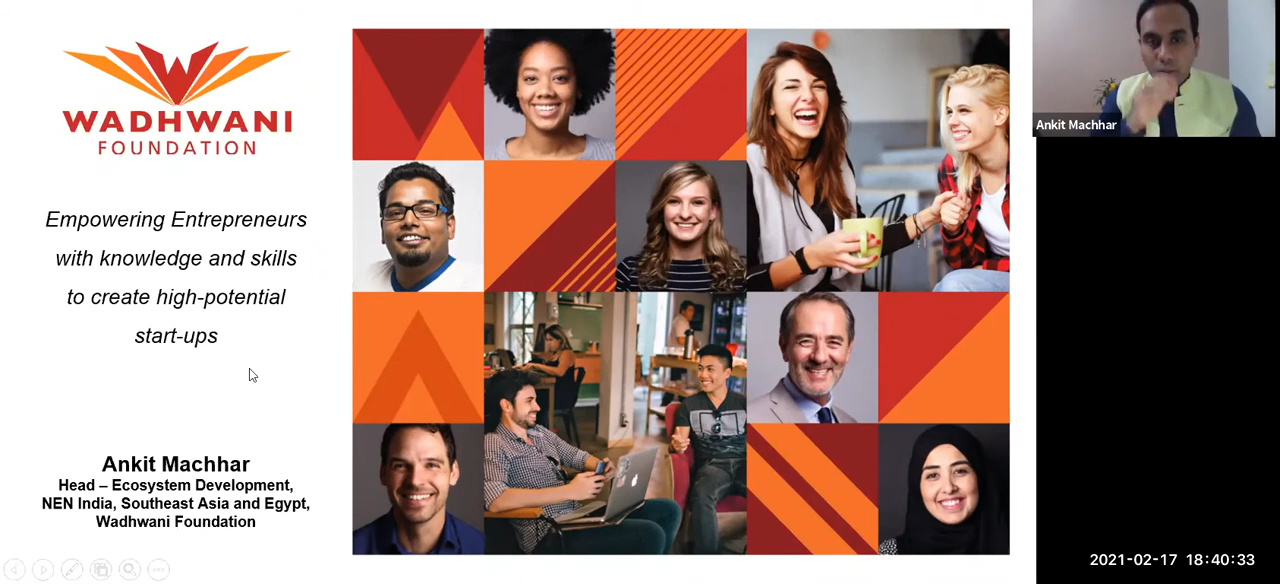 WADHWANI
FOUNDATION
Empowering Entrepreneurs
with knowledge and skills
to create high-potential
start-ups
Ankit Machhar
Head – Ecosystem Development,
NEN India, Southeast Asia and Egypt,
Wadhwani Foundation
Ankit Machhar
2021-02-17 18:40:33